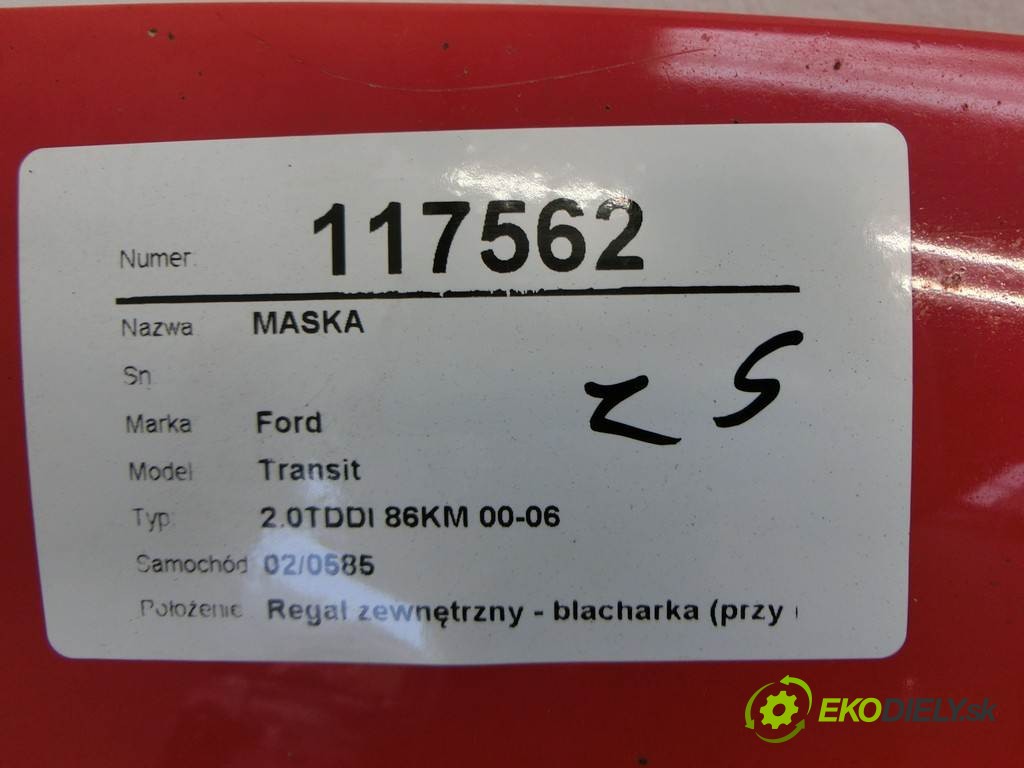 Numer: 117562
Nazwa MASKA
Sn
Marka Ford
Model Transit
Typ: 2.0TDDI 86KM 00-06
Samochód 02/0585
Położenie Regał zewnętrzny - blacharka (przy
EKODIELY.sk